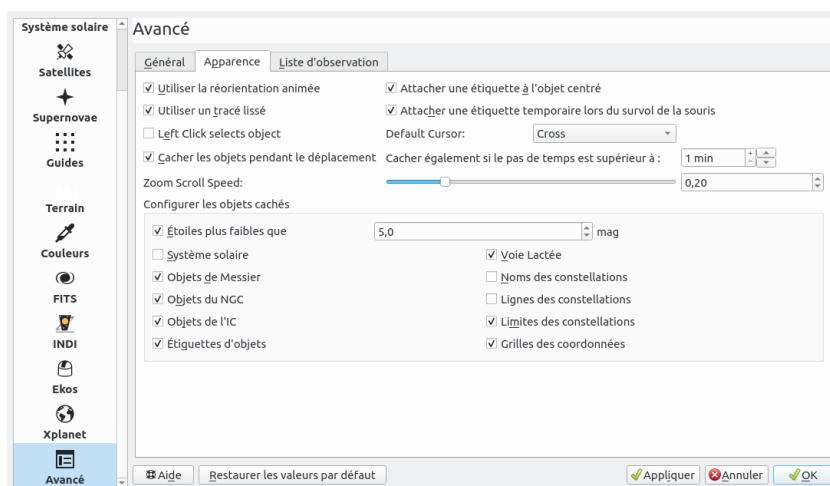 Système solaire
Satellites
Supernovae
Guides
Terrain
Couleurs
FITS
INDI
Ekos
Xplanet
Avancé
Avancé
Général
Apparence
Liste d'observation
Utiliser la réorientation animée
Attacher une étiquette à l'objet centré
Utiliser un tracé lissé
Attacher une étiquette temporaire lors du survol de la souris
Left Click selects object
Default Cursor:
Cross
Cacher les objets pendant le déplacement
Cacher également si le pas de temps est supérieur à :
1 min
Zoom Scroll Speed:
0,20
Configurer les objets cachés
Étoiles plus faibles que
5,0
mag
Système solaire
Voie Lactée
Objets de Messier
Noms des constellations
Objets du NGC
Lignes des constellations
Objets de l'IC
Limites des constellations
Étiquettes d'objets
Grilles des coordonnées
Aide
Restaurer les valeurs par défaut
Appliquer
Annuler
OK